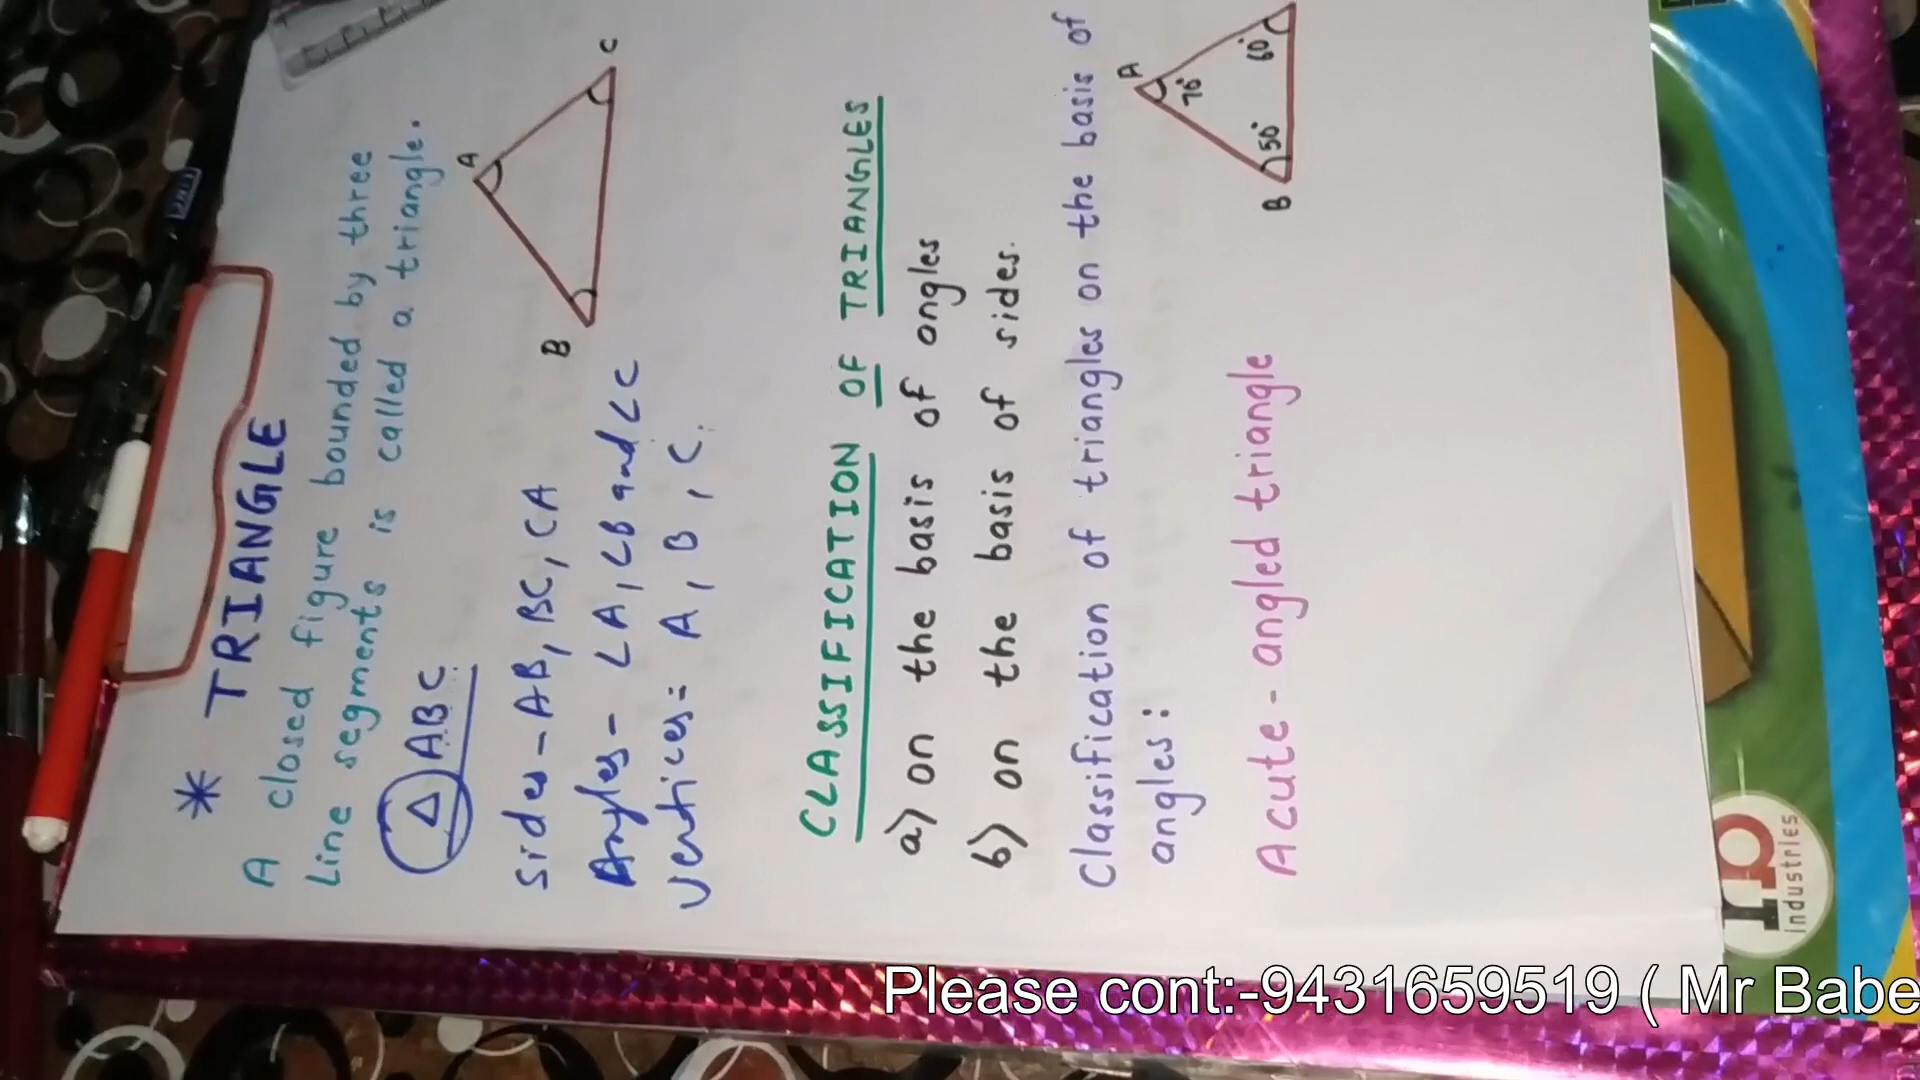 * TRIANGLE
A closed figure bounded by three
Line segments is called a triangle.
△ ABC
A
B
C
Sides - AB, BC, CA
Angles - ∠A, ∠B and ∠C
Vertices = A, B, C.
CLASSIFICATION OF TRIANGLES
a) on the basis of angles
b) on the basis of sides.
Classification of triangles on the basis of
angles:
A
70°
B
50°
60°
Acute - angled triangle
industries
Please cont:-9431659519 ( Mr Babe